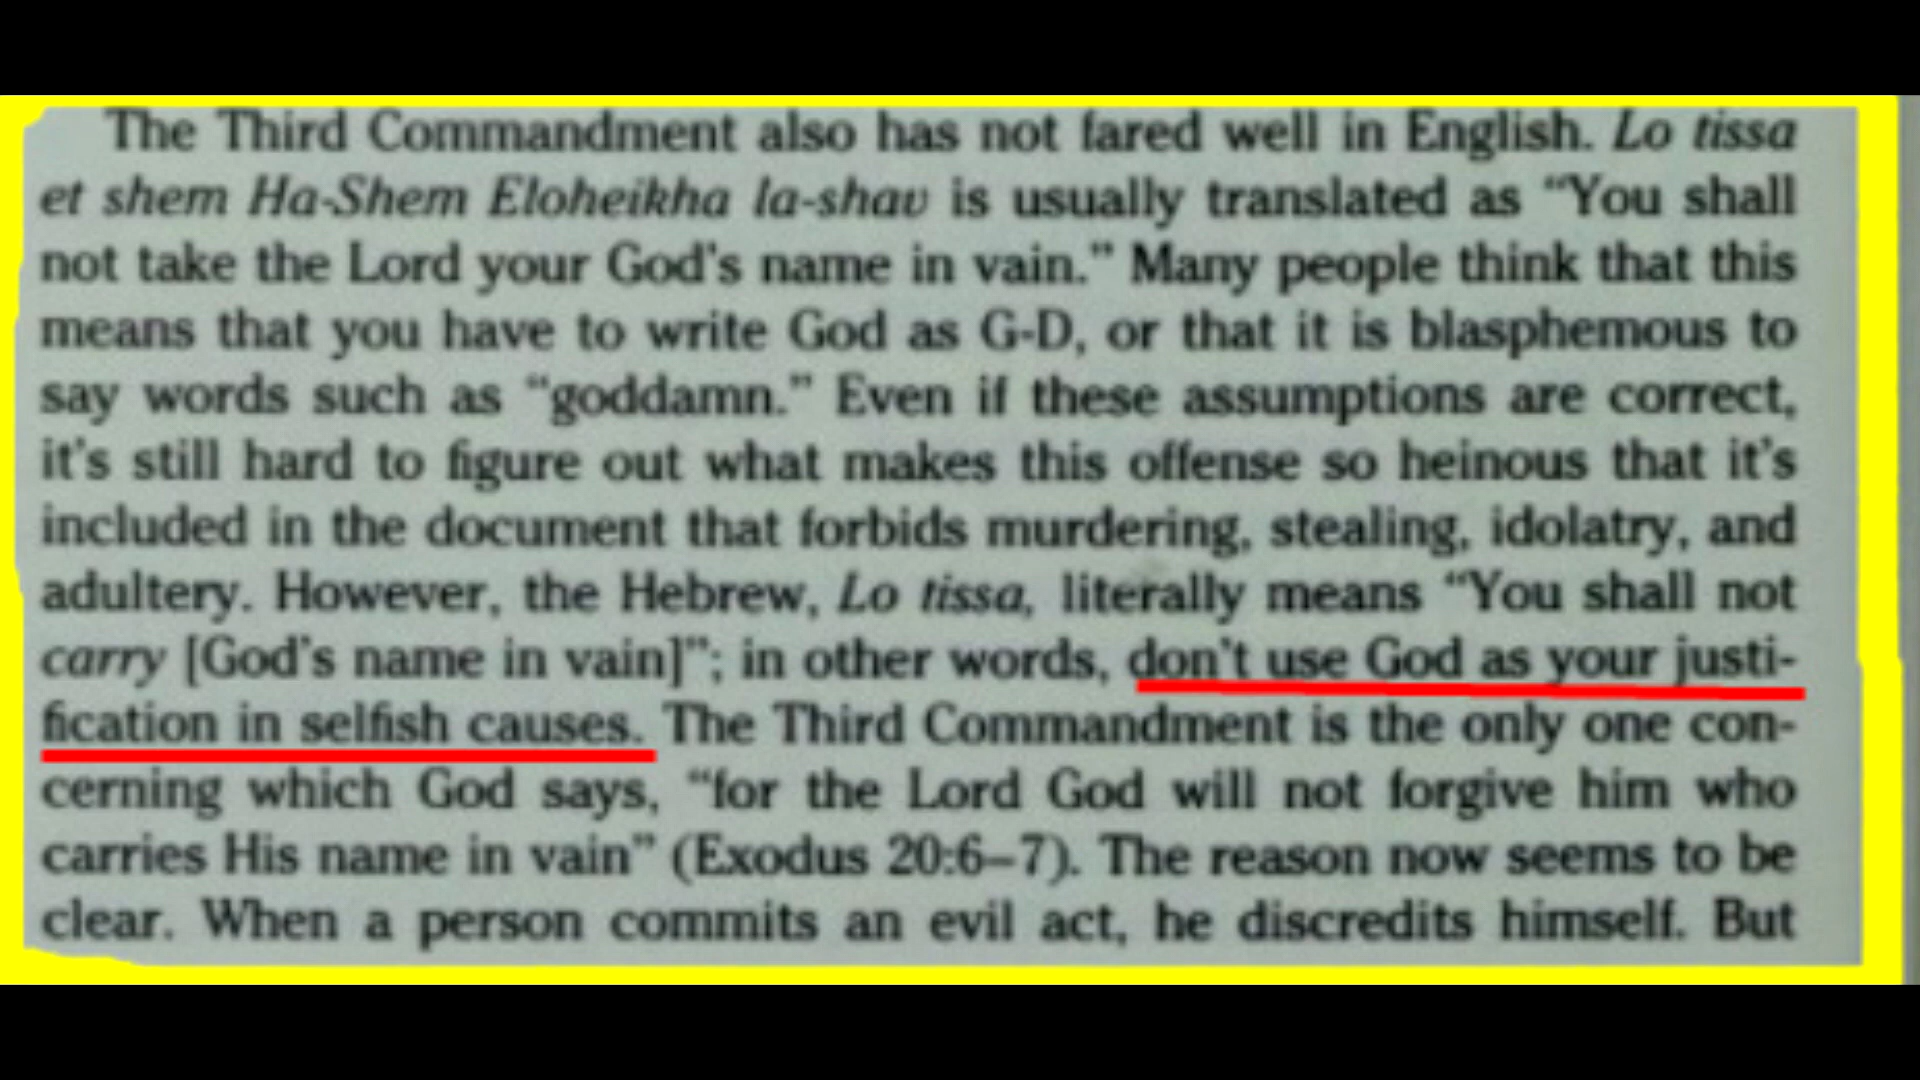 The Third Commandment also has not fared well in English. Lo tissa
et shem Ha-Shem Eloheikha la-shav is usually translated as “You shall
not take the Lord your God’s name in vain.” Many people think that this
means that you have to write God as G-D, or that it is blasphemous to
say words such as “goddamn.” Even if these assumptions are correct,
it’s still hard to figure out what makes this offense so heinous that it’s
included in the document that forbids murdering, stealing, idolatry, and
adultery. However, the Hebrew, Lo tissa, literally means “You shall not
carry [God’s name in vain]”; in other words, don’t use God as your justi-
fication in selfish causes. The Third Commandment is the only one con-
cerning which God says, “for the Lord God will not forgive him who
carries His name in vain” (Exodus 20:6–7). The reason now seems to be
clear. When a person commits an evil act, he discredits himself. But